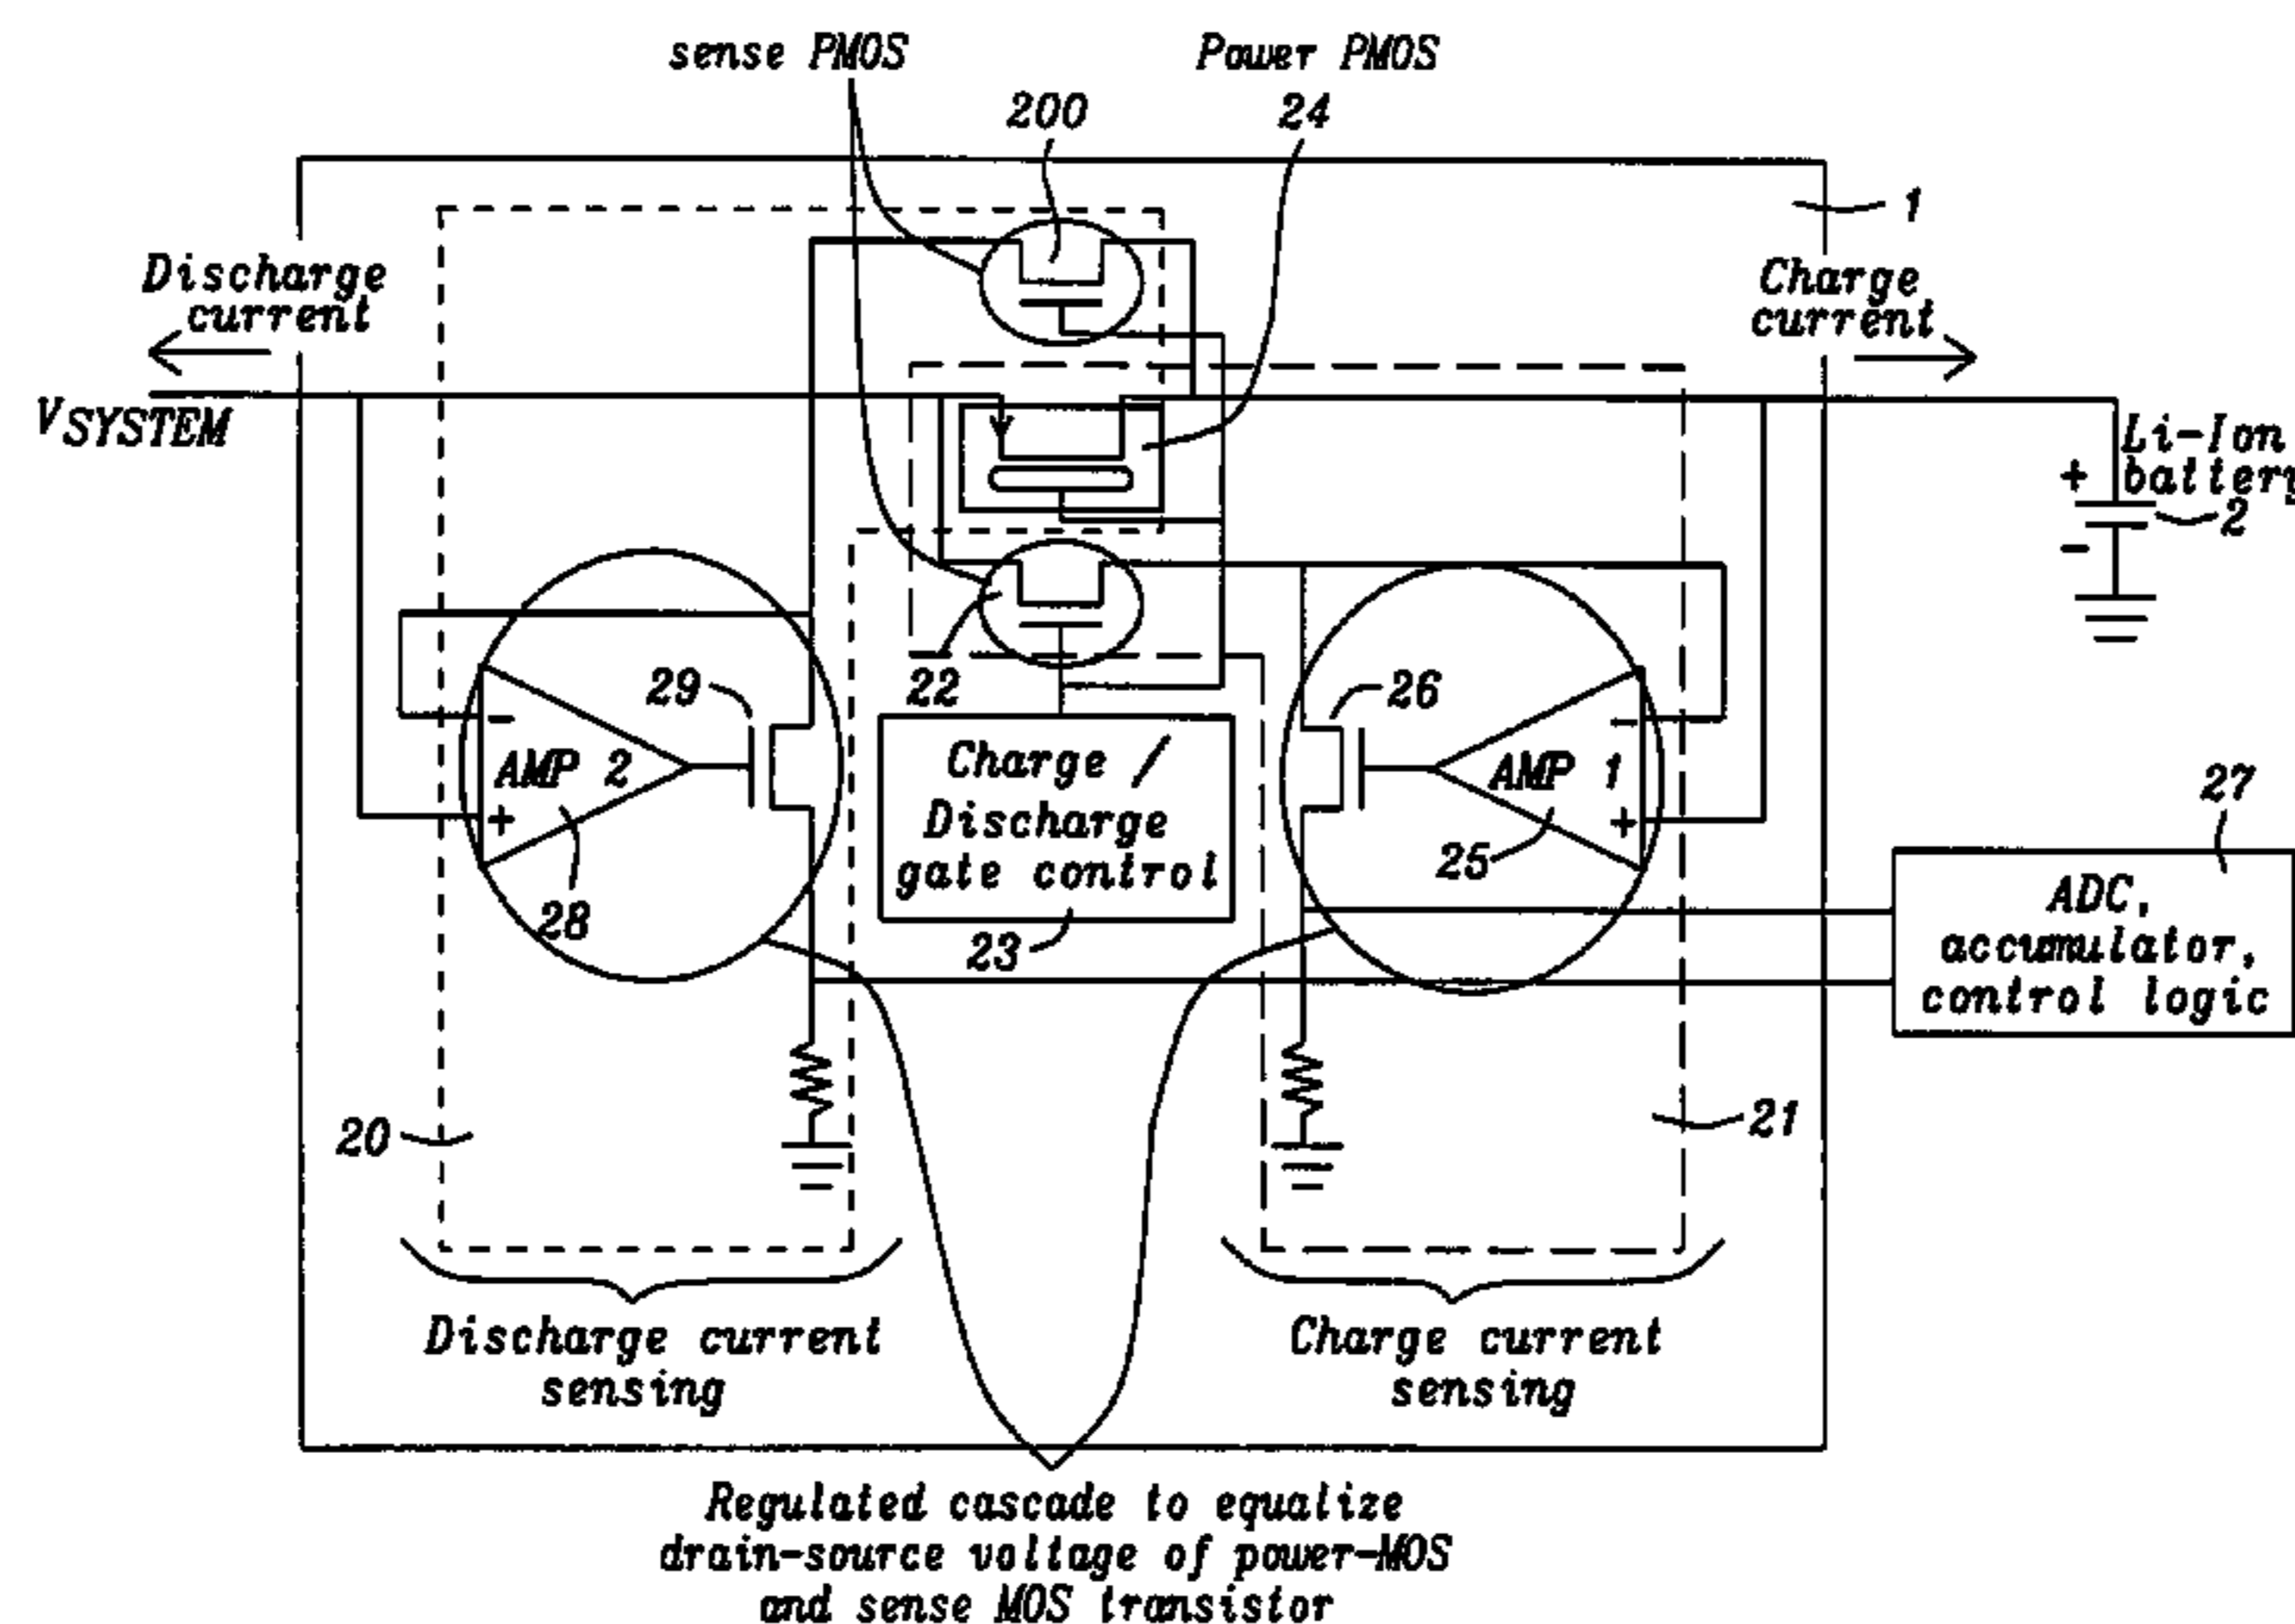 sense PMOS
Power PMOS
200
24
1
Discharge
current
Charge
current
VSYSTEM
Li-Ion
battery
+
2
-
29
22
26
-
AMP 2
+
Charge /
Discharge
gate control
-
AMP 1
+
28
23
25
27
ADC,
accumulator,
control logic
20
21
Discharge current
sensing
Charge current
sensing
Regulated cascade to equalize
drain-source voltage of power-MOS
and sense MOS transistor